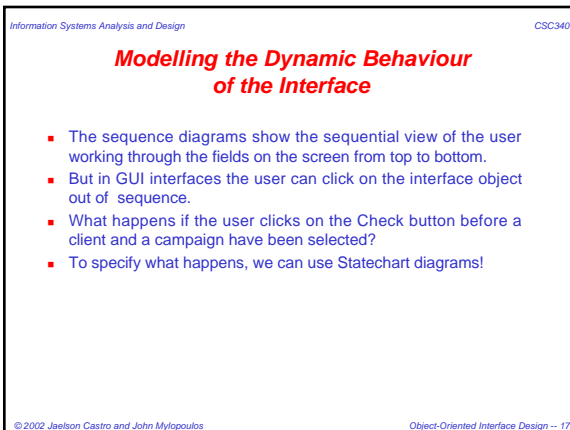 Information Systems Analysis and Design CSC340
Modelling the Dynamic Behaviour
of the Interface
The sequence diagrams show the sequential view of the user
working through the fields on the screen from top to bottom.
But in GUI interfaces the user can click on the interface object
out of sequence.
What happens if the user clicks on the Check button before a
client and a campaign have been selected?
To specify what happens, we can use Statechart diagrams!
© 2002 Jaelson Castro and John Mylopoulos Object-Oriented Interface Design -- 17